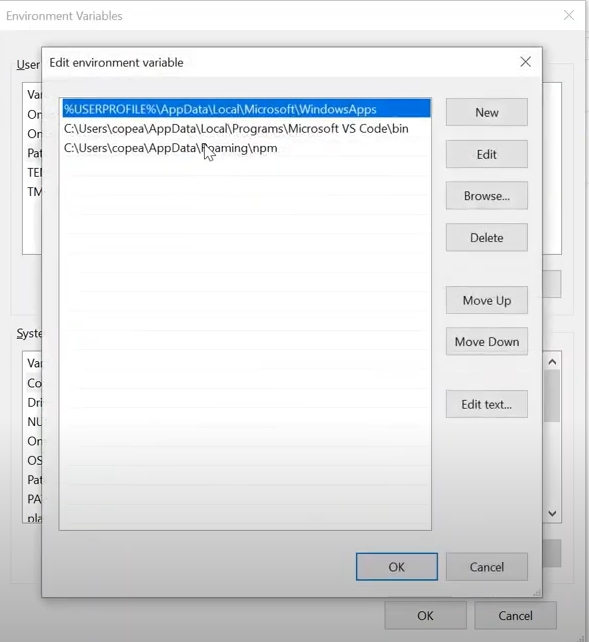 Environment Variables
User
Edit environment variable
%USERPROFILE%\AppData\Local\Microsoft\WindowsApps
C:\Users\copea\AppData\Local\Programs\Microsoft VS Code\bin
C:\Users\copea\AppData\Roaming\npm
New
Edit
Browse...
Delete
Move Up
Move Down
Edit text...
OK
Cancel
Va
On
On
Pat
TE
TM
Syste
Va
Co
Dri
NU
On
OS
Pat
PA
pla
OK
Cancel